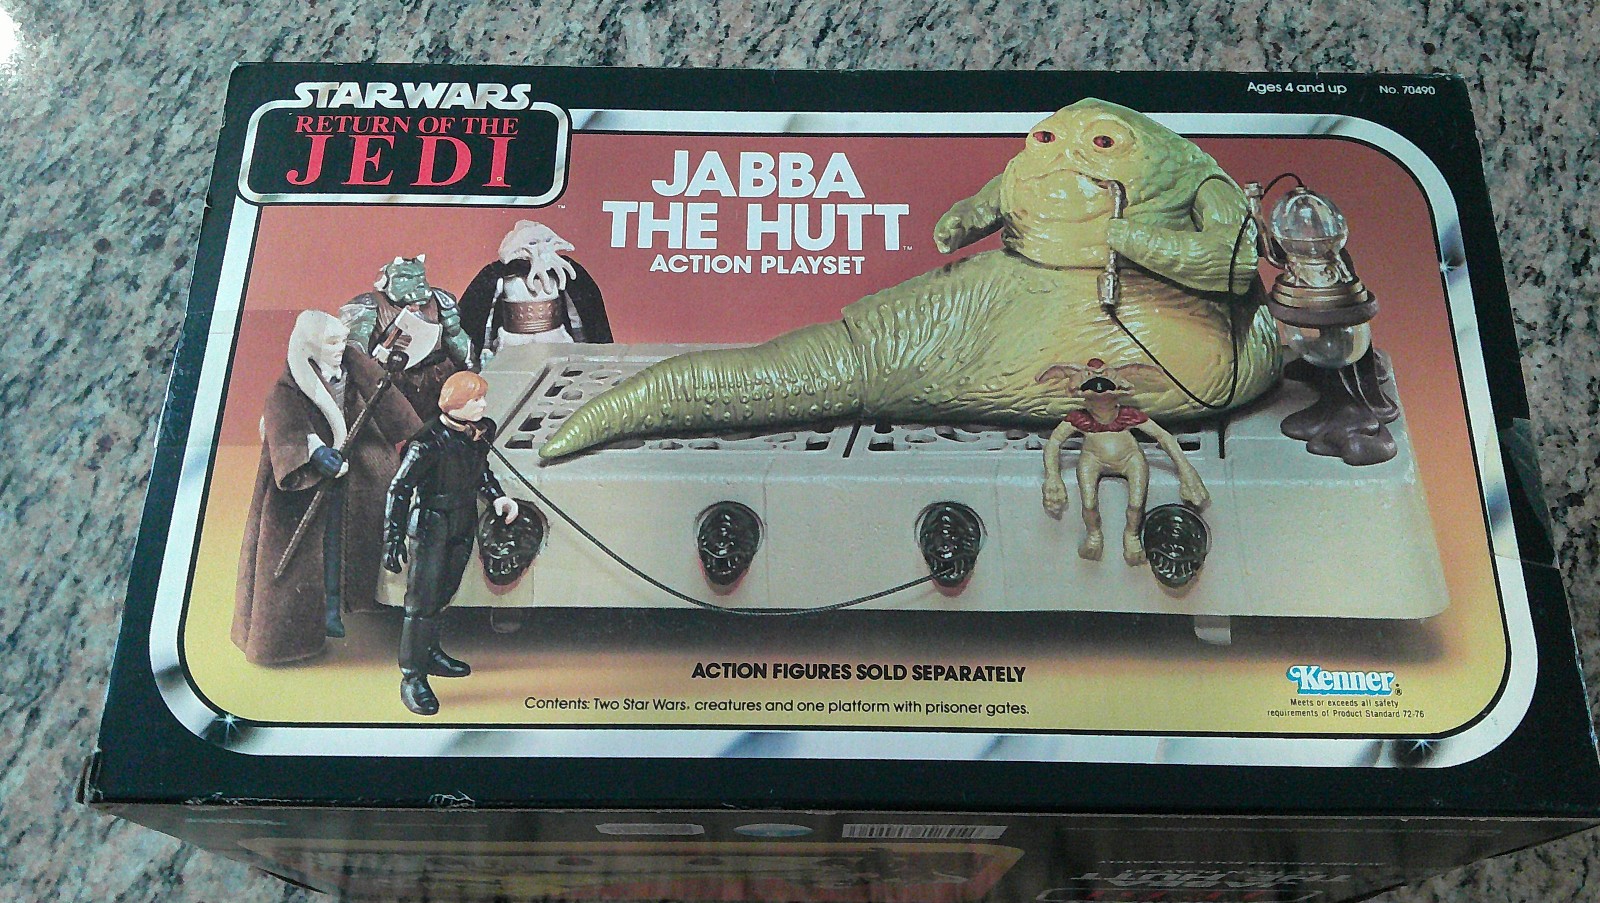 STAR WARS
RETURN OF THE
JEDI
™
Ages 4 and up No. 70490
JABBA
THE HUTT™
ACTION PLAYSET
ACTION FIGURES SOLD SEPARATELY
Contents: Two Star Wars® creatures and one platform with prisoner gates.
Kenner®
Meets or exceeds all safety
requirements of Product Standard 72-76